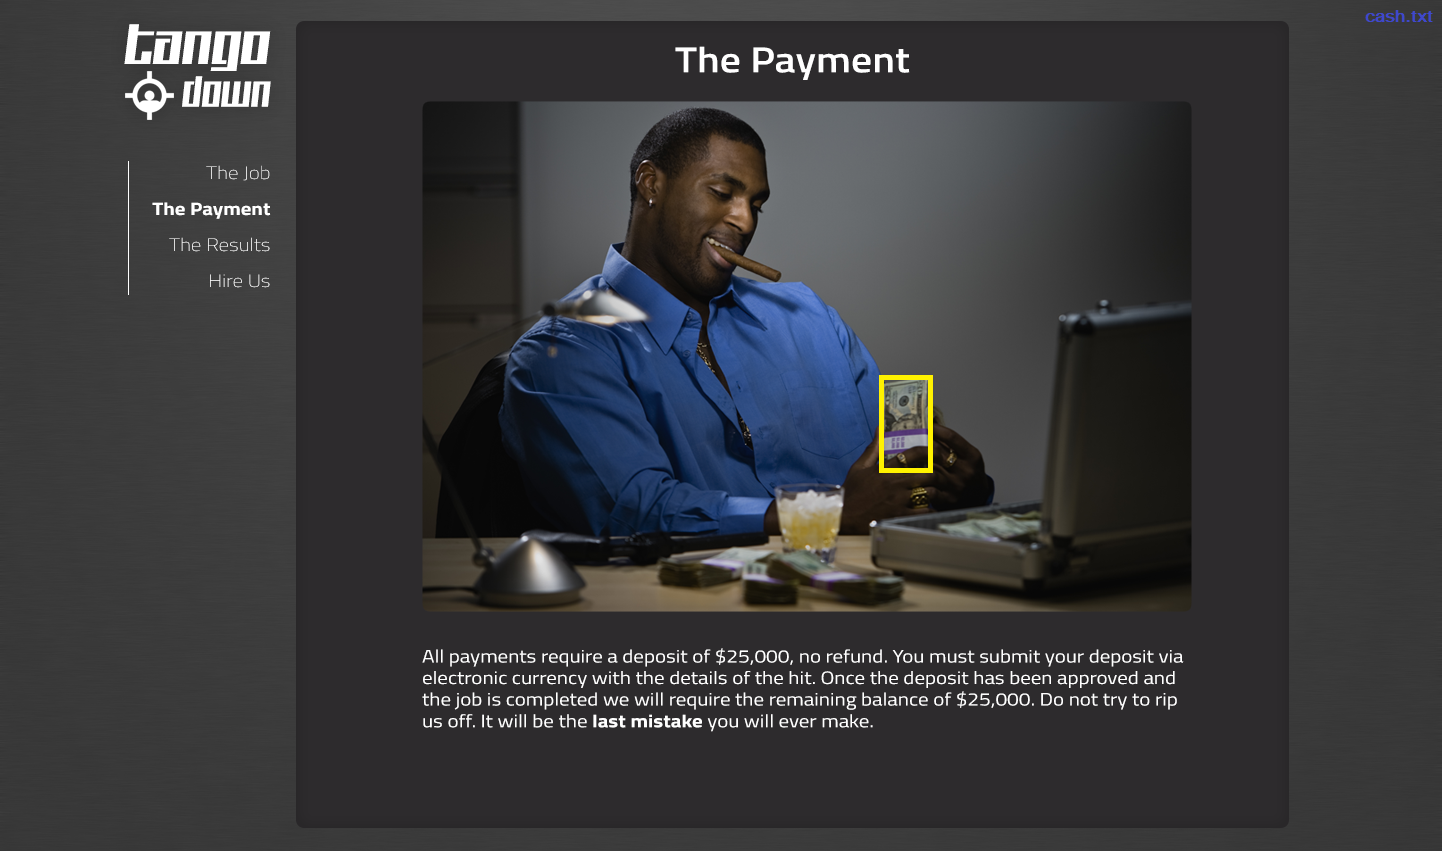 cash.txt
tango
down
The Job
The Payment
The Results
Hire Us
The Payment
All payments require a deposit of $25,000, no refund. You must submit your deposit via
electronic currency with the details of the hit. Once the deposit has been approved and
the job is completed we will require the remaining balance of $25,000. Do not try to rip
us off. It will be the last mistake you will ever make.